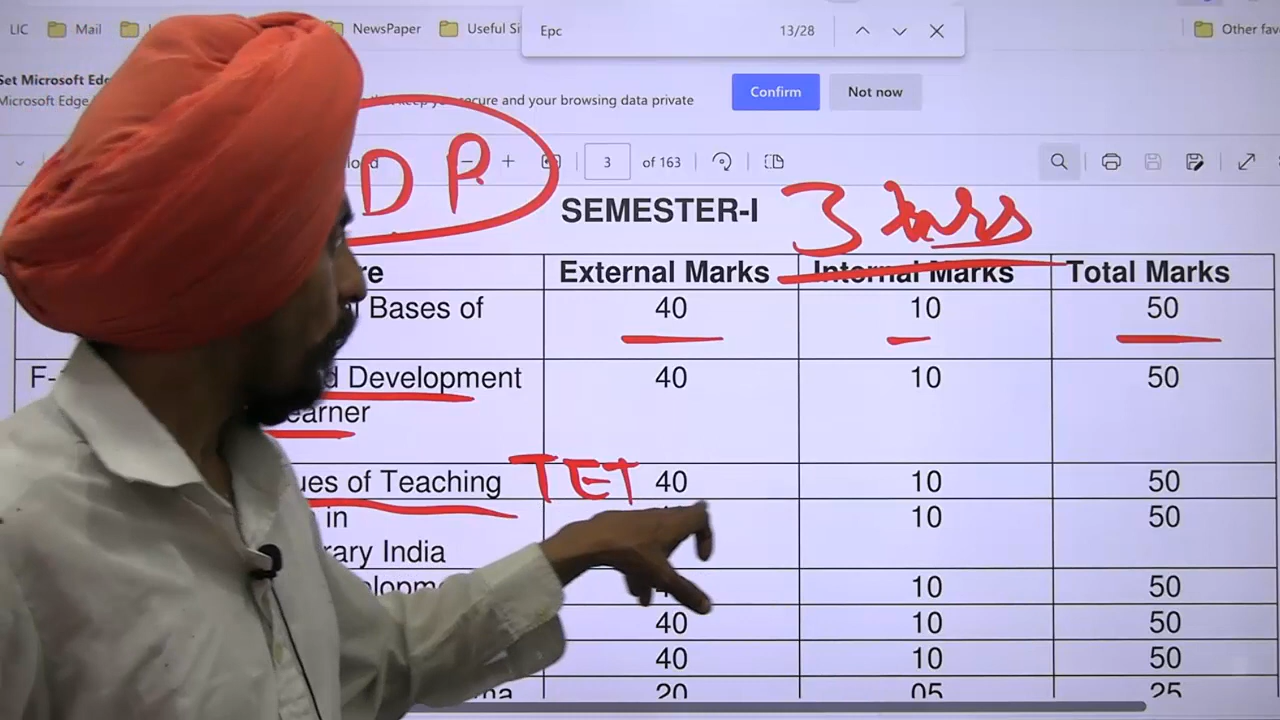 LIC Mail NewsPaper Useful Si Other fav
Epc 13/28
Set Microsoft Edg
Microsoft Edge keep you secure and your browsing data private
Confirm Not now
3 of 163
D P
SEMESTER-I 3 hrs
re External Marks Internal Marks Total Marks
Bases of 40 10 50
F- d Development 40 10 50
earner
ues of Teaching TET 40 10 50
in 10 50
rary India
10 50
40 10 50
40 10 50
20 05 25